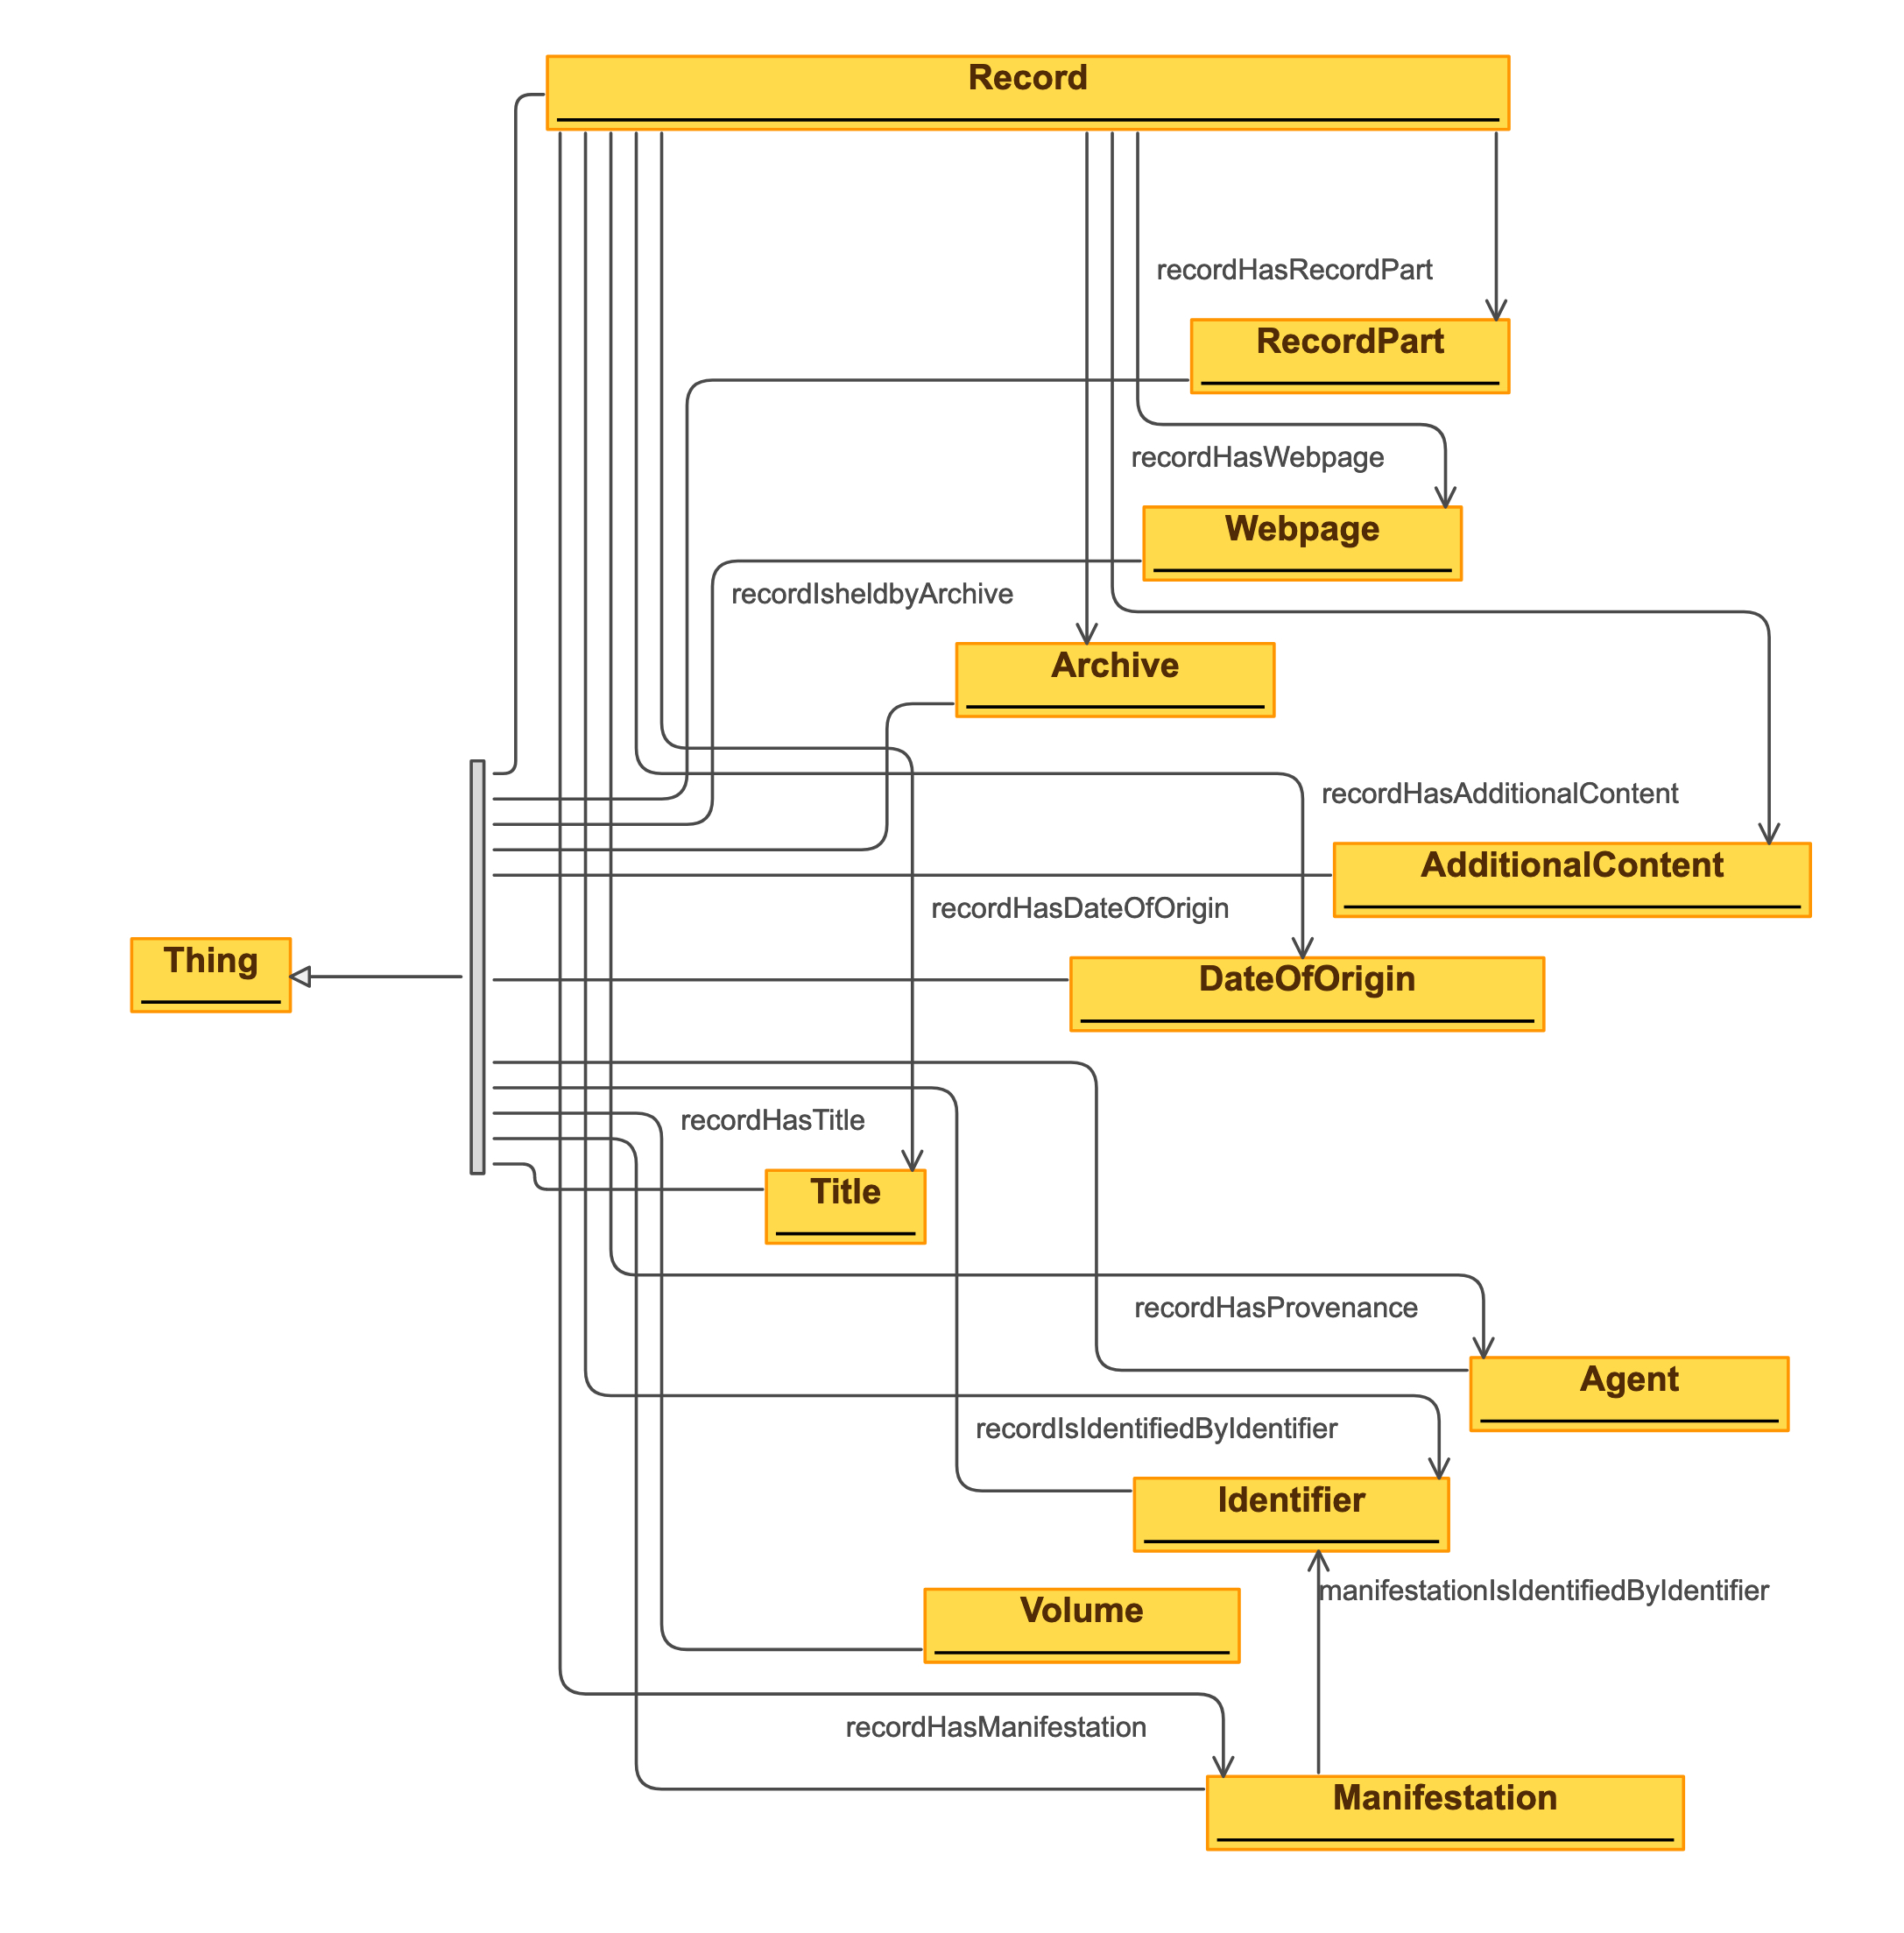 Record
recordHasRecordPart
RecordPart
recordHasWebpage
Webpage
recordIsheldbyArchive
Archive
recordHasAdditionalContent
AdditionalContent
recordHasDateOfOrigin
Thing
DateOfOrigin
recordHasTitle
Title
recordHasProvenance
Agent
recordIsIdentifiedByIdentifier
Identifier
manifestationIsIdentifiedByIdentifier
Volume
recordHasManifestation
Manifestation